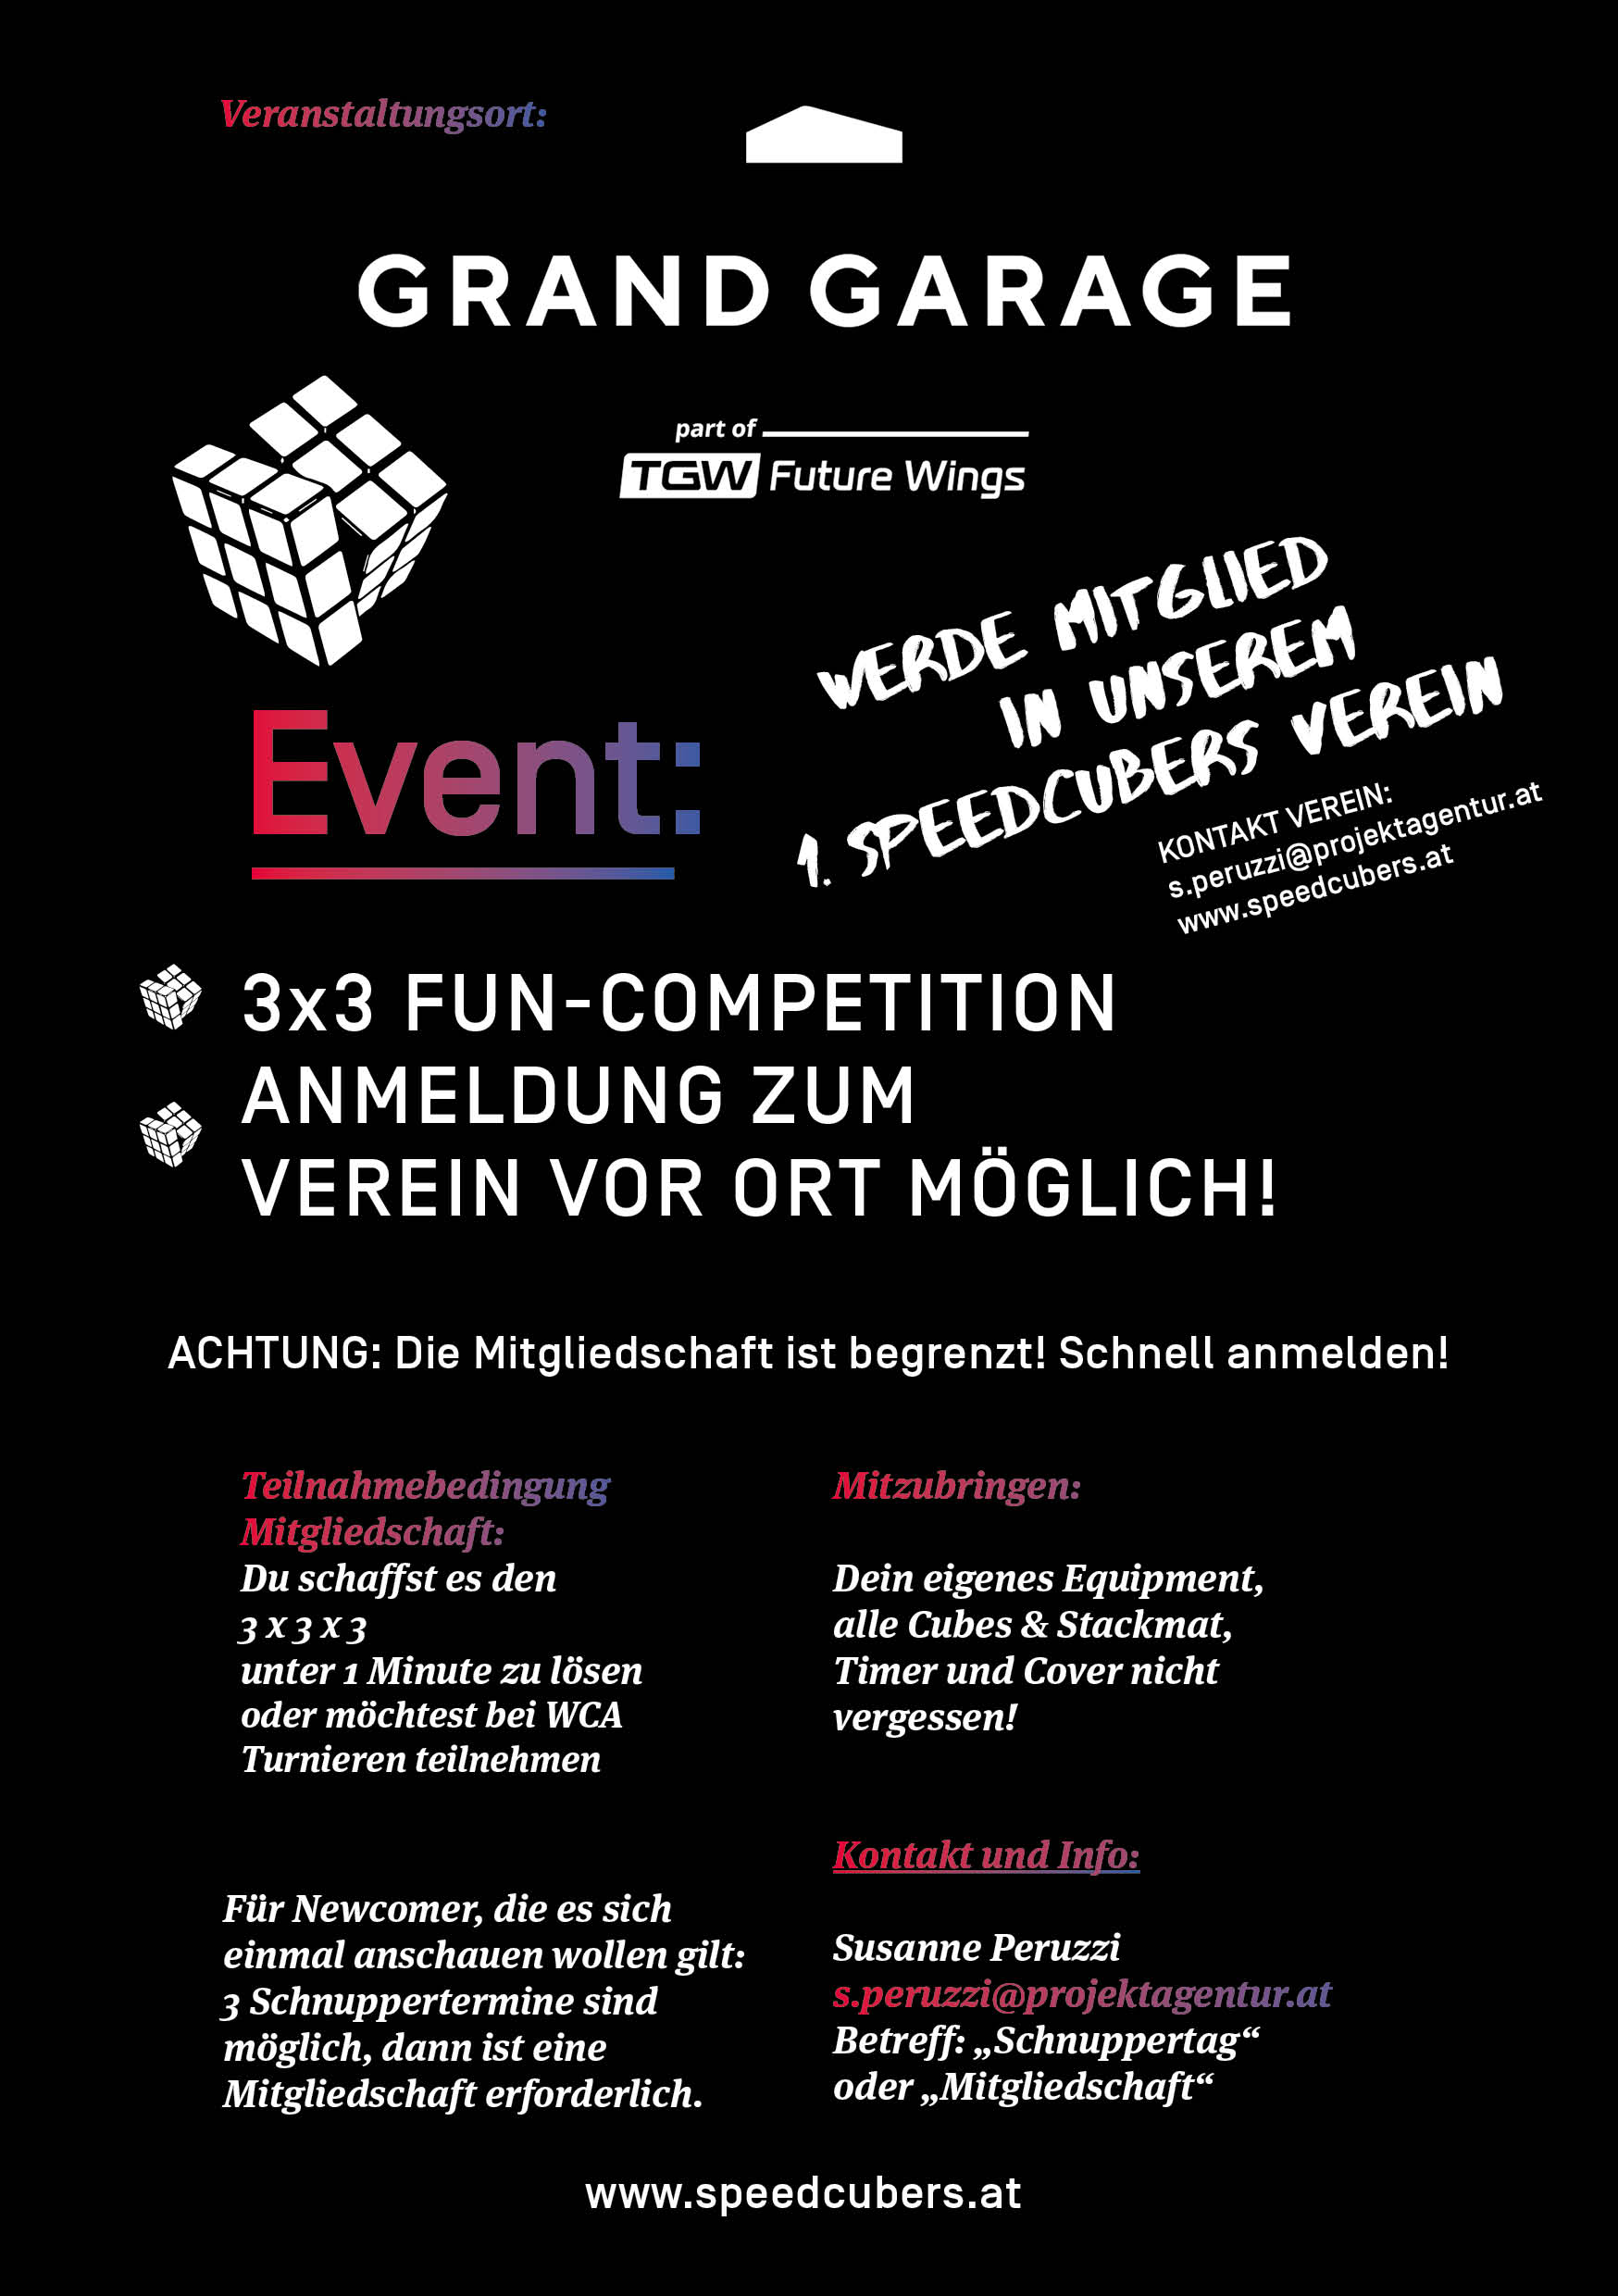 Veranstaltungsort:
GRAND GARAGE
part of
TGW Future Wings
WERDE MITGLIED
IN UNSEREM
1. SPEEDCUBERS VEREIN
KONTAKT VEREIN:
s.peruzzi@projektagentur.at
www.speedcubers.at
Event:
3x3 FUN-COMPETITION
ANMELDUNG ZUM
VEREIN VOR ORT MÖGLICH!
ACHTUNG: Die Mitgliedschaft ist begrenzt! Schnell anmelden!
Teilnahmebedingung
Mitgliedschaft:
Du schaffst es den
3 x 3 x 3
unter 1 Minute zu lösen
oder möchtest bei WCA
Turnieren teilnehmen
Für Newcomer, die es sich
einmal anschauen wollen gilt:
3 Schnuppertermine sind
möglich, dann ist eine
Mitgliedschaft erforderlich.
Mitzubringen:
Dein eigenes Equipment,
alle Cubes & Stackmat,
Timer und Cover nicht
vergessen!
Kontakt und Info:
Susanne Peruzzi
s.peruzzi@projektagentur.at
Betreff: „Schnuppertag“
oder „Mitgliedschaft“
www.speedcubers.at